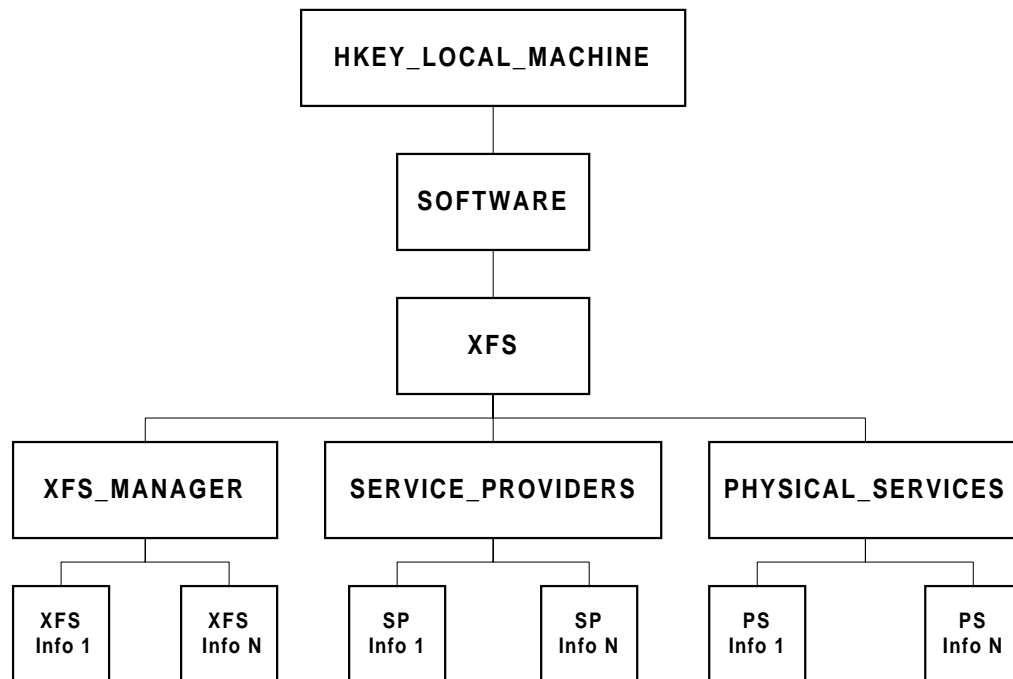 HKEY_LOCAL_MACHINE
SOFTWARE
XFS
XFS_MANAGER
SERVICE_PROVIDERS
PHYSICAL_SERVICES
XFS
Info 1
XFS
Info N
SP
Info 1
SP
Info N
PS
Info 1
PS
Info N